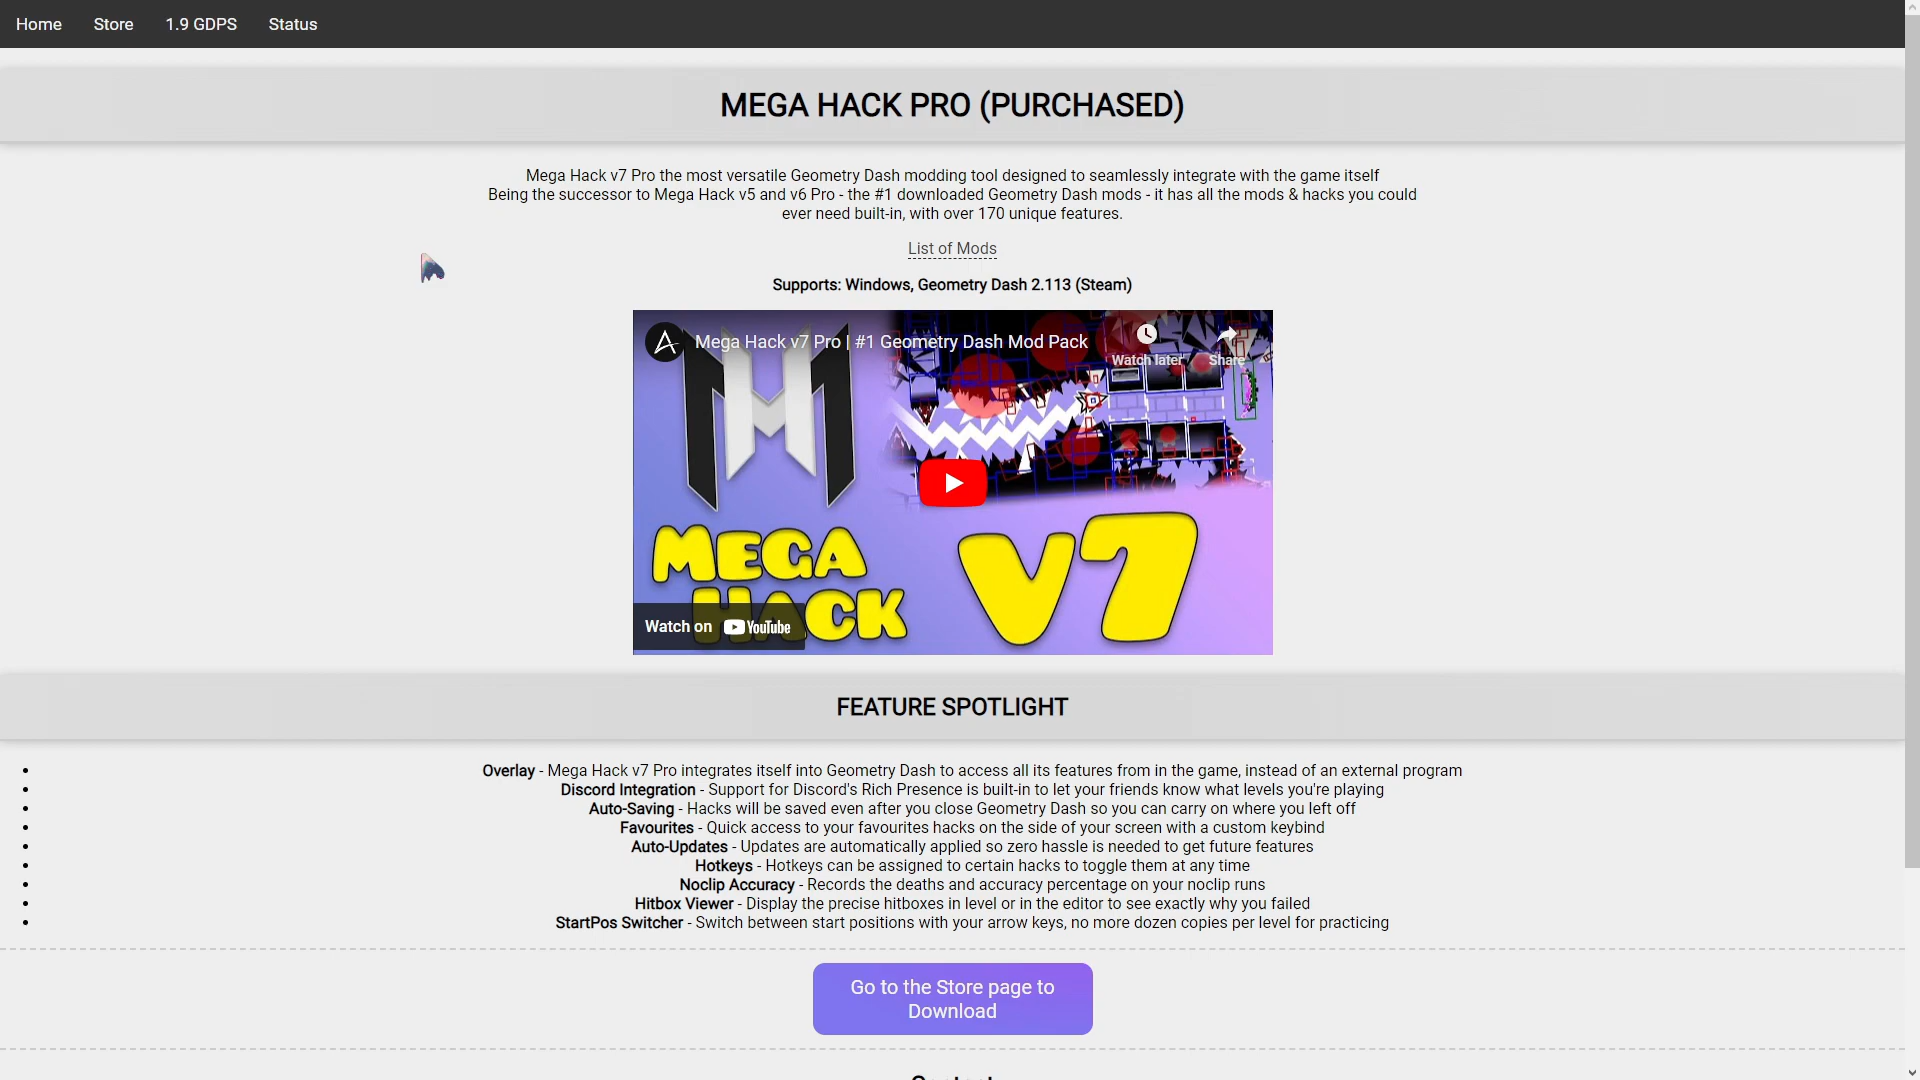 Home Store 1.9 GDPS Status
MEGA HACK PRO (PURCHASED)
Mega Hack v7 Pro the most versatile Geometry Dash modding tool designed to seamlessly integrate with the game itself
Being the successor to Mega Hack v5 and v6 Pro - the #1 downloaded Geometry Dash mods - it has all the mods & hacks you could
ever need built-in, with over 170 unique features.
List of Mods
Supports: Windows, Geometry Dash 2.113 (Steam)
Mega Hack v7 Pro | #1 Geometry Dash Mod Pack
Watch later Share
MEGA
HACK
v7
Watch on YouTube
FEATURE SPOTLIGHT
Overlay - Mega Hack v7 Pro integrates itself into Geometry Dash to access all its features from in the game, instead of an external program
Discord Integration - Support for Discord's Rich Presence is built-in to let your friends know what levels you're playing
Auto-Saving - Hacks will be saved even after you close Geometry Dash so you can carry on where you left off
Favourites - Quick access to your favourites hacks on the side of your screen with a custom keybind
Auto-Updates - Updates are automatically applied so zero hassle is needed to get future features
Hotkeys - Hotkeys can be assigned to certain hacks to toggle them at any time
Noclip Accuracy - Records the deaths and accuracy percentage on your noclip runs
Hitbox Viewer - Display the precise hitboxes in level or in the editor to see exactly why you failed
StartPos Switcher - Switch between start positions with your arrow keys, no more dozen copies per level for practicing
Go to the Store page to
Download